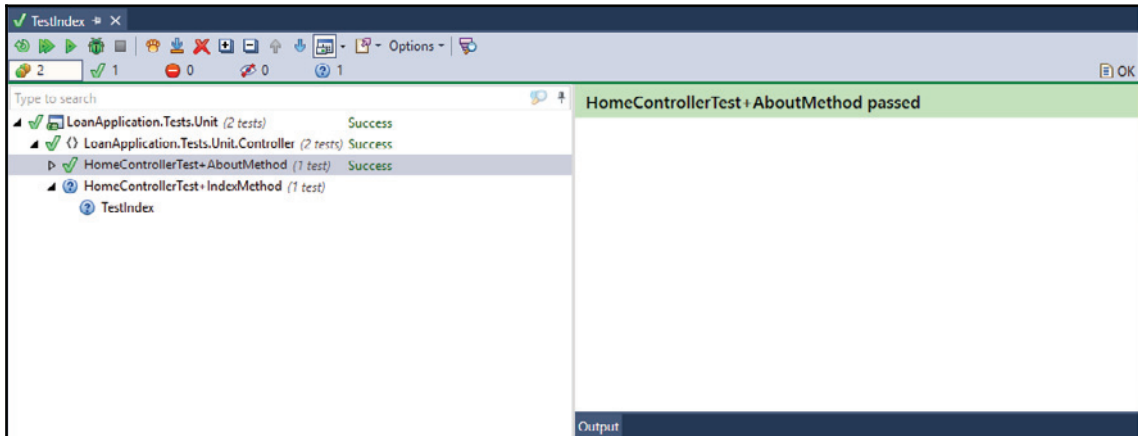 TestIndex
Options
2 1 0 0 1 OK
Type to search
HomeControllerTest+AboutMethod passed
LoanApplication.Tests.Unit (2 tests) Success
LoanApplication.Tests.Unit.Controller (2 tests) Success
HomeControllerTest+AboutMethod (1 test) Success
HomeControllerTest+IndexMethod (1 test)
TestIndex
Output